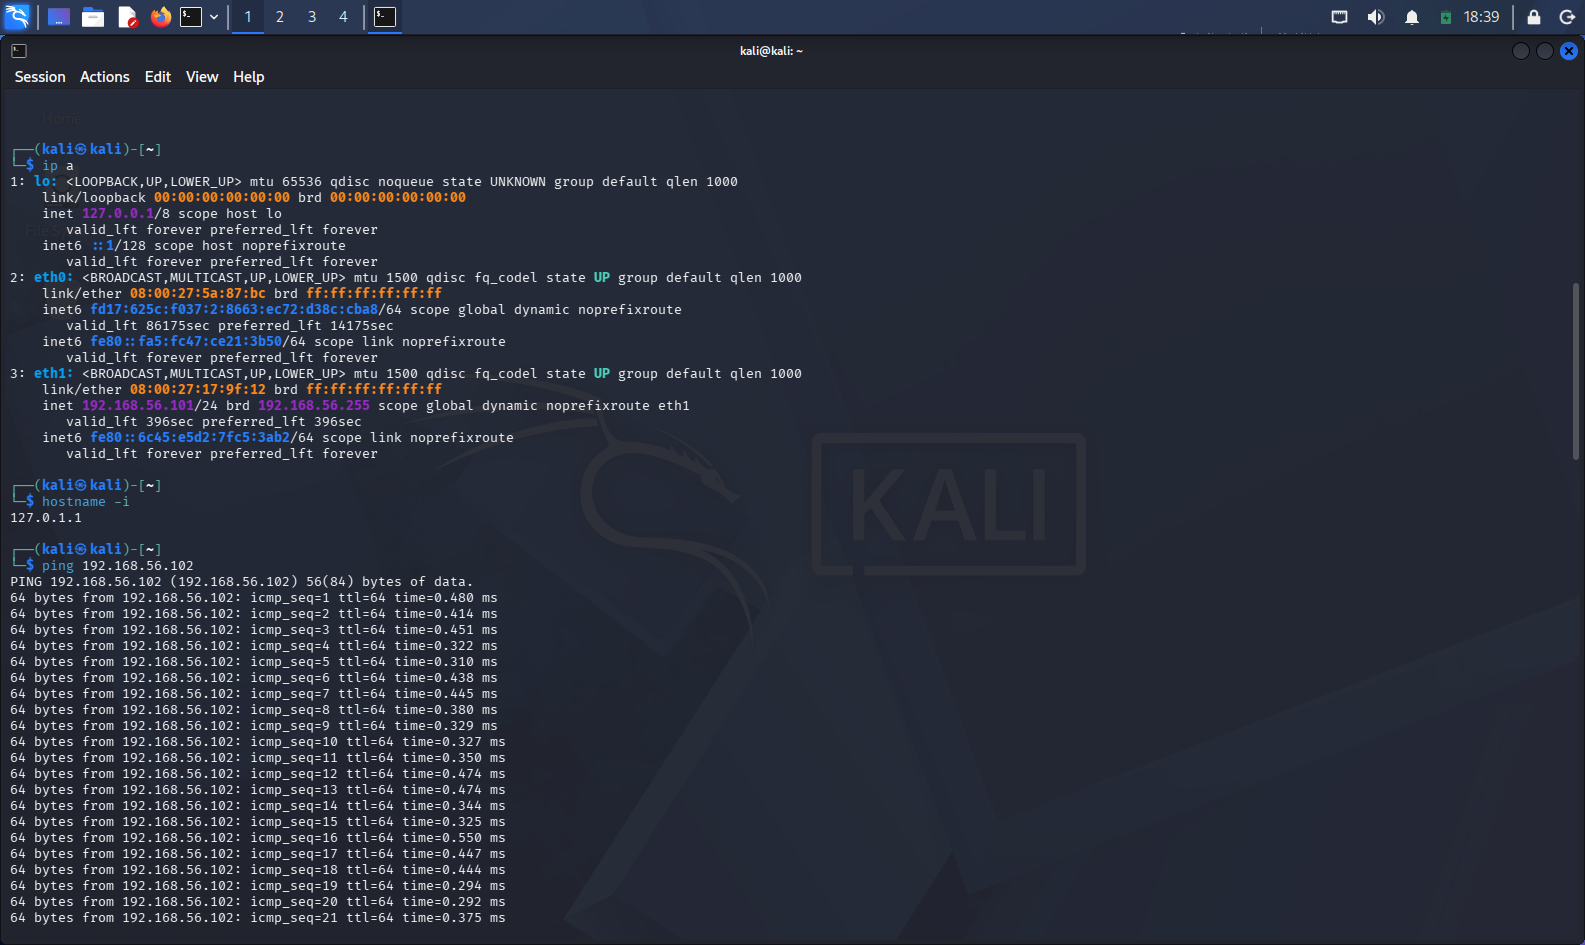 1 2 3 4 18:39
kali@kali: ~
Session Actions Edit View Help
Home
┌──(kali㉿kali)-[~]
└─$ ip a
1: lo: <LOOPBACK,UP,LOWER_UP> mtu 65536 qdisc noqueue state UNKNOWN group default qlen 1000
link/loopback 00:00:00:00:00:00 brd 00:00:00:00:00:00
inet 127.0.0.1/8 scope host lo
valid_lft forever preferred_lft forever
inet6 ::1/128 scope host noprefixroute
valid_lft forever preferred_lft forever
2: eth0: <BROADCAST,MULTICAST,UP,LOWER_UP> mtu 1500 qdisc fq_codel state UP group default qlen 1000
link/ether 08:00:27:5a:87:bc brd ff:ff:ff:ff:ff:ff
inet6 fd17:625c:f037:2:8663:ec72:d38c:cba8/64 scope global dynamic noprefixroute
valid_lft 86175sec preferred_lft 14175sec
inet6 fe80::fa5:fc47:ce21:3b50/64 scope link noprefixroute
valid_lft forever preferred_lft forever
3: eth1: <BROADCAST,MULTICAST,UP,LOWER_UP> mtu 1500 qdisc fq_codel state UP group default qlen 1000
link/ether 08:00:27:17:9f:12 brd ff:ff:ff:ff:ff:ff
inet 192.168.56.101/24 brd 192.168.56.255 scope global dynamic noprefixroute eth1
valid_lft 396sec preferred_lft 396sec
inet6 fe80::6c45:e5d2:7fc5:3ab2/64 scope link noprefixroute
valid_lft forever preferred_lft forever
┌──(kali㉿kali)-[~]
└─$ hostname -i
127.0.1.1
┌──(kali㉿kali)-[~]
└─$ ping 192.168.56.102
PING 192.168.56.102 (192.168.56.102) 56(84) bytes of data.
64 bytes from 192.168.56.102: icmp_seq=1 ttl=64 time=0.480 ms
64 bytes from 192.168.56.102: icmp_seq=2 ttl=64 time=0.414 ms
64 bytes from 192.168.56.102: icmp_seq=3 ttl=64 time=0.451 ms
64 bytes from 192.168.56.102: icmp_seq=4 ttl=64 time=0.322 ms
64 bytes from 192.168.56.102: icmp_seq=5 ttl=64 time=0.310 ms
64 bytes from 192.168.56.102: icmp_seq=6 ttl=64 time=0.438 ms
64 bytes from 192.168.56.102: icmp_seq=7 ttl=64 time=0.445 ms
64 bytes from 192.168.56.102: icmp_seq=8 ttl=64 time=0.380 ms
64 bytes from 192.168.56.102: icmp_seq=9 ttl=64 time=0.329 ms
64 bytes from 192.168.56.102: icmp_seq=10 ttl=64 time=0.327 ms
64 bytes from 192.168.56.102: icmp_seq=11 ttl=64 time=0.350 ms
64 bytes from 192.168.56.102: icmp_seq=12 ttl=64 time=0.474 ms
64 bytes from 192.168.56.102: icmp_seq=13 ttl=64 time=0.474 ms
64 bytes from 192.168.56.102: icmp_seq=14 ttl=64 time=0.344 ms
64 bytes from 192.168.56.102: icmp_seq=15 ttl=64 time=0.325 ms
64 bytes from 192.168.56.102: icmp_seq=16 ttl=64 time=0.550 ms
64 bytes from 192.168.56.102: icmp_seq=17 ttl=64 time=0.447 ms
64 bytes from 192.168.56.102: icmp_seq=18 ttl=64 time=0.444 ms
64 bytes from 192.168.56.102: icmp_seq=19 ttl=64 time=0.294 ms
64 bytes from 192.168.56.102: icmp_seq=20 ttl=64 time=0.292 ms
64 bytes from 192.168.56.102: icmp_seq=21 ttl=64 time=0.375 ms
KALI